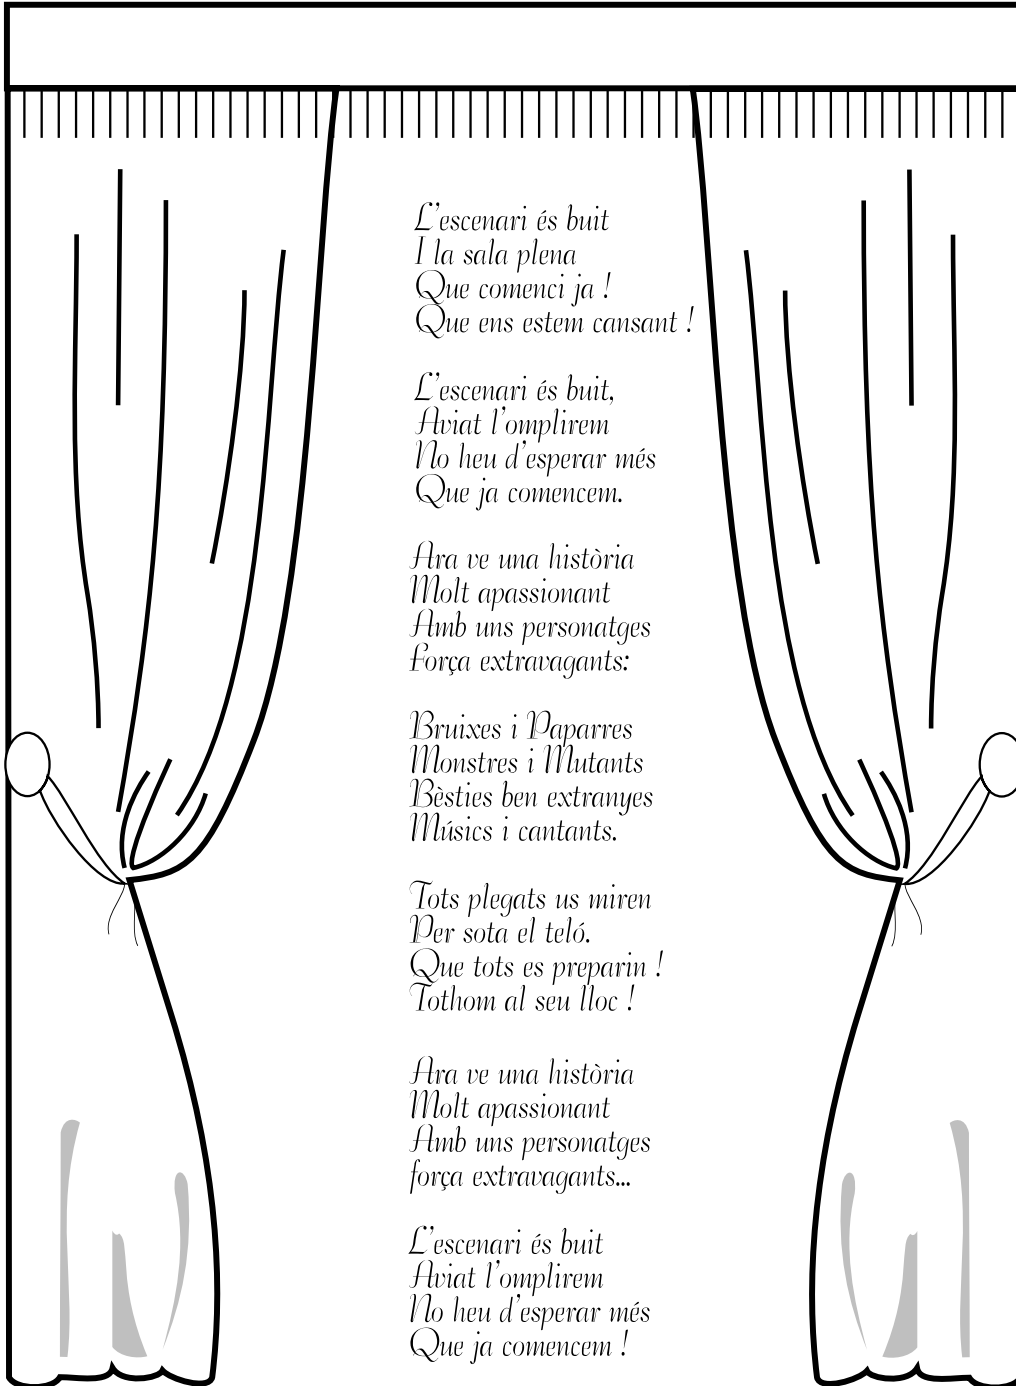 L'escenari és buit
I la sala plena
Que comenci ja !
Que ens estem cansant !
L'escenari és buit,
Aviat l'omplirem
No heu d'esperar més
Que ja comencem.
Ara ve una història
Molt apassionant
Amb uns personatges
força extravagants:
Bruixes i Paparres
Monstres i Mutants
Bèsties ben extranyes
Músics i cantants.
Tots plegats us miren
Per sota el teló.
Que tots es preparin !
Tothom al seu lloc !
Ara ve una història
Molt apassionant
Amb uns personatges
força extravagants...
L'escenari és buit
Aviat l'omplirem
No heu d'esperar més
Que ja comencem !